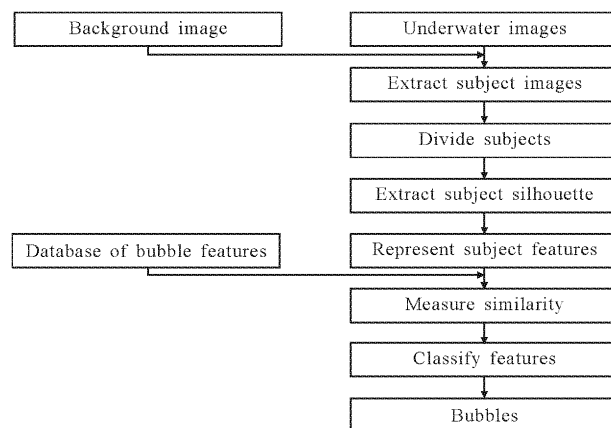 Background image
Underwater images
Extract subject images
Divide subjects
Extract subject silhouette
Database of bubble features
Represent subject features
Measure similarity
Classify features
Bubbles